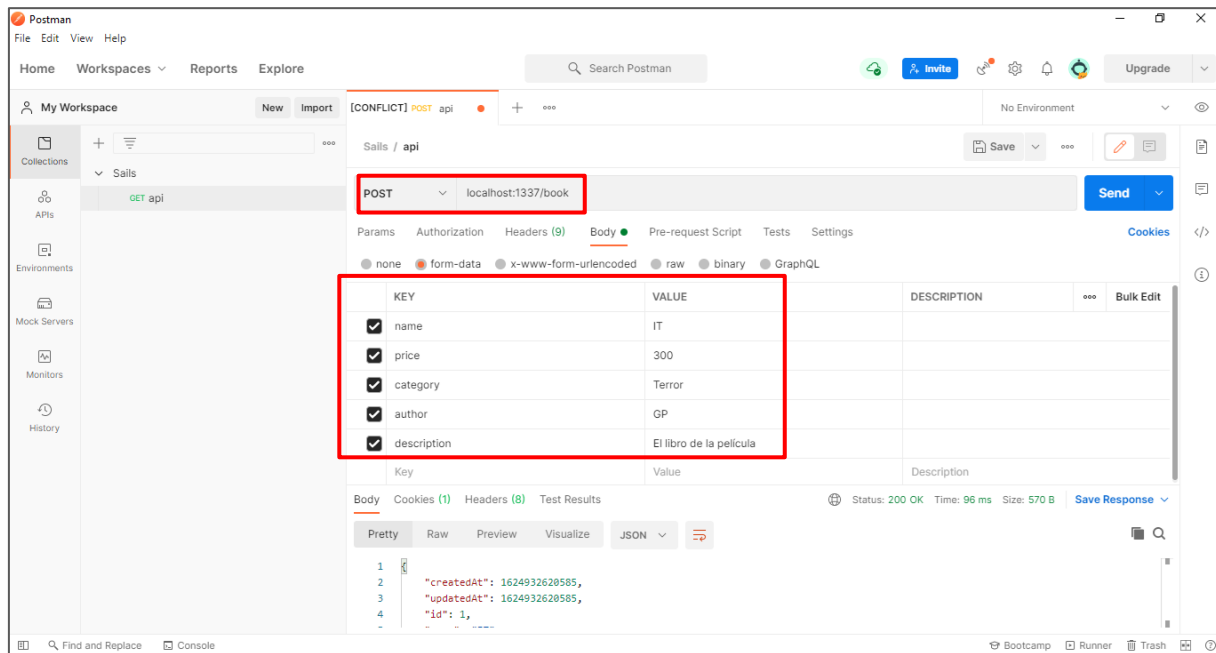 Postman
File Edit View Help
Home Workspaces Reports Explore Search Postman Invite Upgrade
My Workspace New Import [CONFLICT] POST api No Environment
Collections
APIs
Environments
Mock Servers
Monitors
History
Sails
GET api
Sails / api Save
POST localhost:1337/book Send
Params Authorization Headers (9) Body Pre-request Script Tests Settings Cookies
none form-data x-www-form-urlencoded raw binary GraphQL
KEY VALUE DESCRIPTION Bulk Edit
name IT
price 300
category Terror
author GP
description El libro de la película
Key Value Description
Body Cookies (1) Headers (8) Test Results Status: 200 OK Time: 96 ms Size: 570 B Save Response
Pretty Raw Preview Visualize JSON
1 {
2 "createdAt": 1624932620585,
3 "updatedAt": 1624932620585,
4 "id": 1,
Find and Replace Console Bootcamp Runner Trash